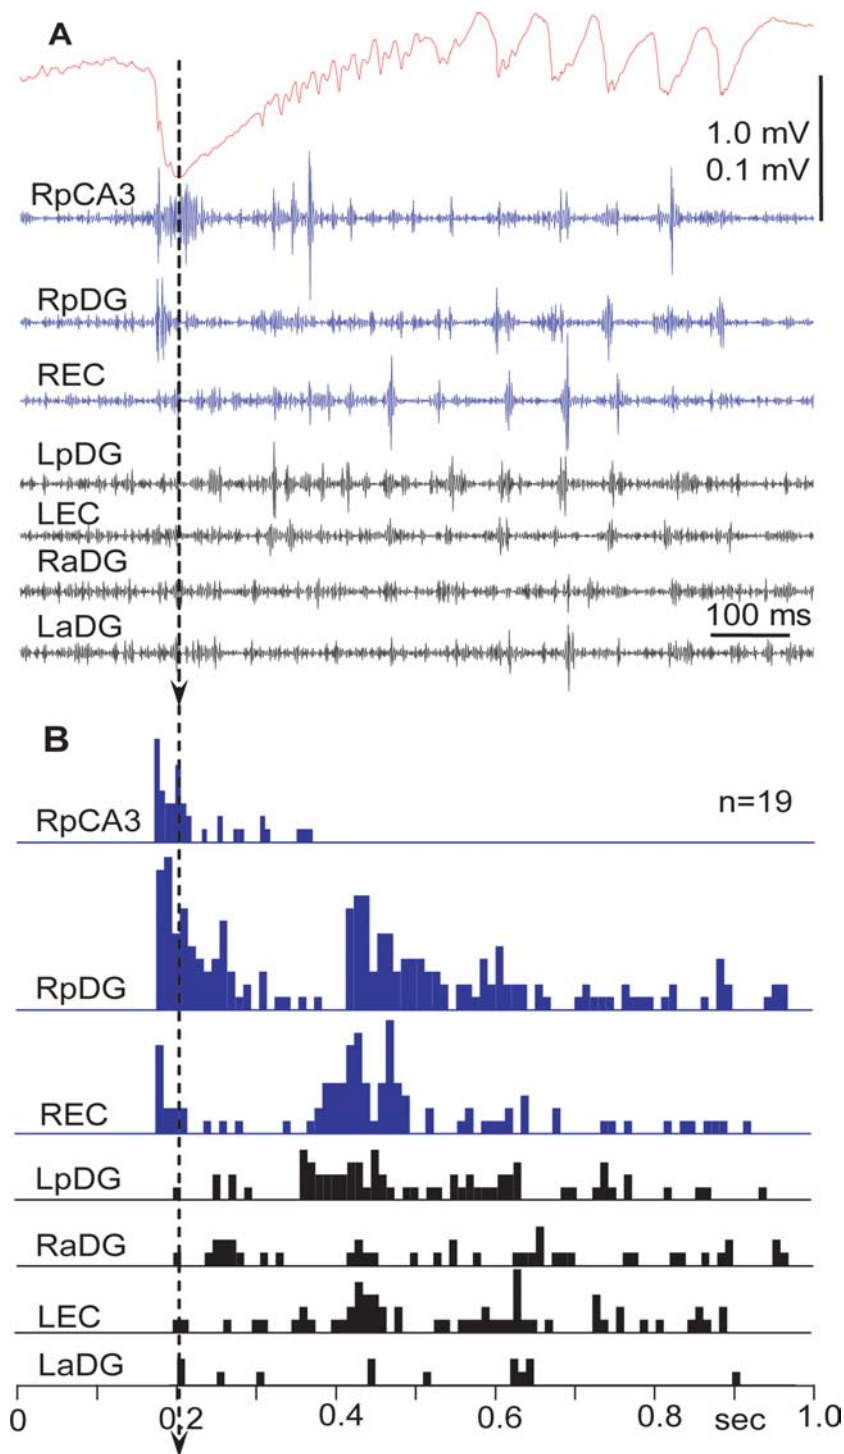 A
1.0 mV
0.1 mV
RpCA3
RpDG
REC
LpDG
LEC
RaDG
100 ms
LaDG
B
n=19
RpCA3
RpDG
REC
LpDG
RaDG
LEC
LaDG
0 0.2 0.4 0.6 0.8 sec 1.0